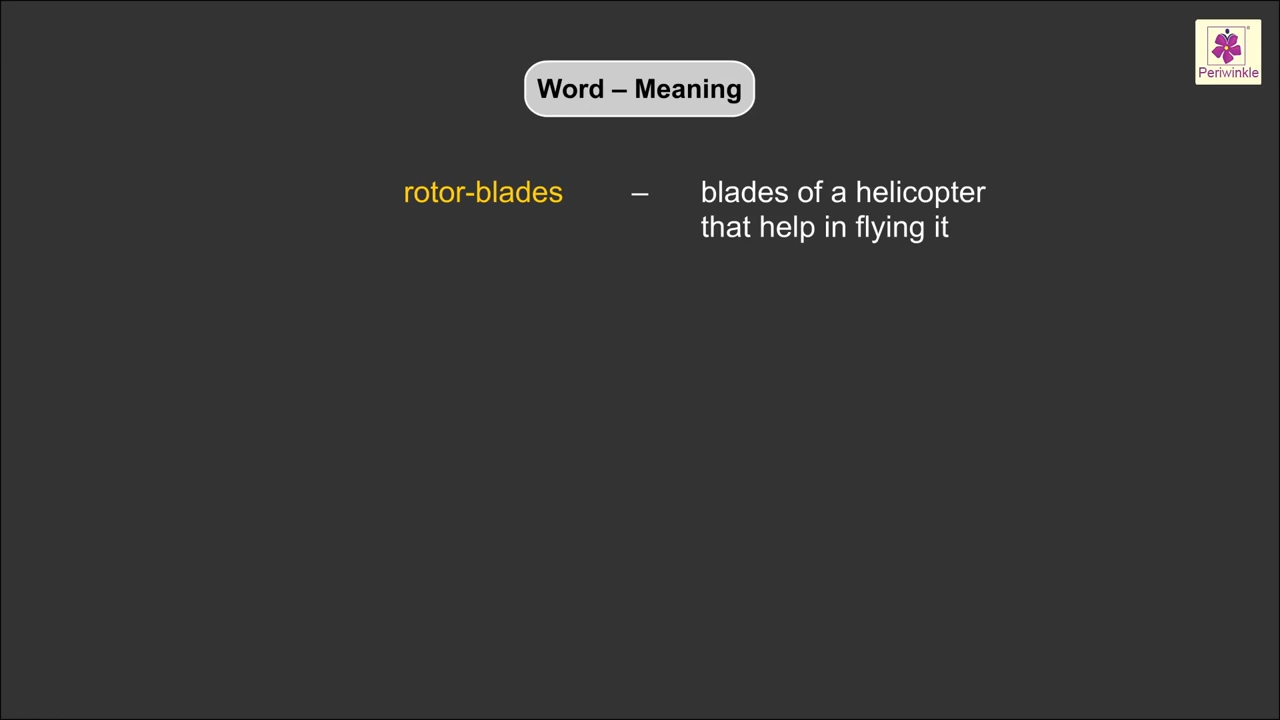 Periwinkle
Word – Meaning
rotor-blades – blades of a helicopter
that help in flying it